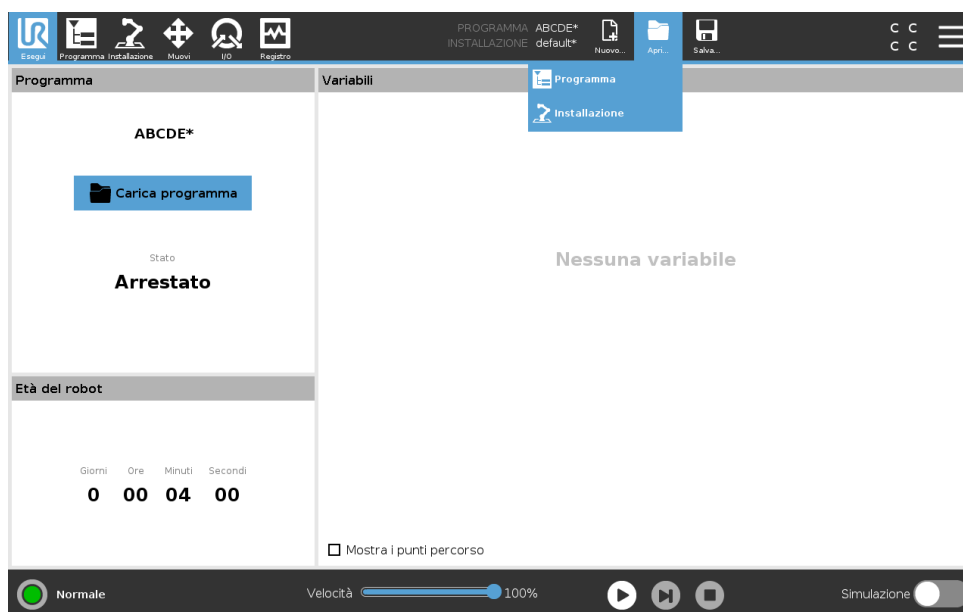 UR
Esegui
Programma
Installazione
Muovi
I/O
Registro
PROGRAMMA ABCDE*
INSTALLAZIONE default*
Nuovo...
Apri...
Salva...
C C
C C
Programma
Installazione
Programma
ABCDE*
Carica programma
Stato
Arrestato
Variabili
Nessuna variabile
Età del robot
Giorni Ore Minuti Secondi
0 00 04 00
Mostra i punti percorso
Normale
Velocità 100%
Simulazione